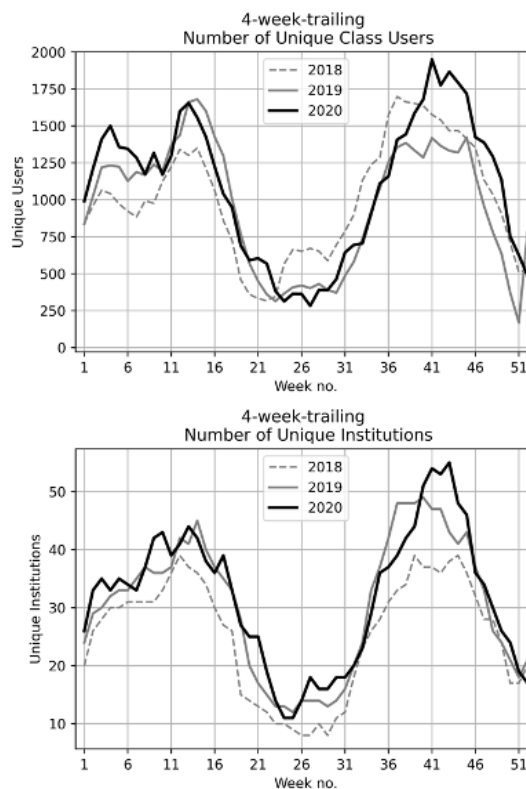 4-week-trailing
Number of Unique Class Users
2018
2019
2020
Unique Users
2000
1750
1500
1250
1000
750
500
250
0
1 6 11 16 21 26 31 36 41 46 51
Week no.
4-week-trailing
Number of Unique Institutions
2018
2019
2020
Unique Institutions
50
40
30
20
10
1 6 11 16 21 26 31 36 41 46 51
Week no.